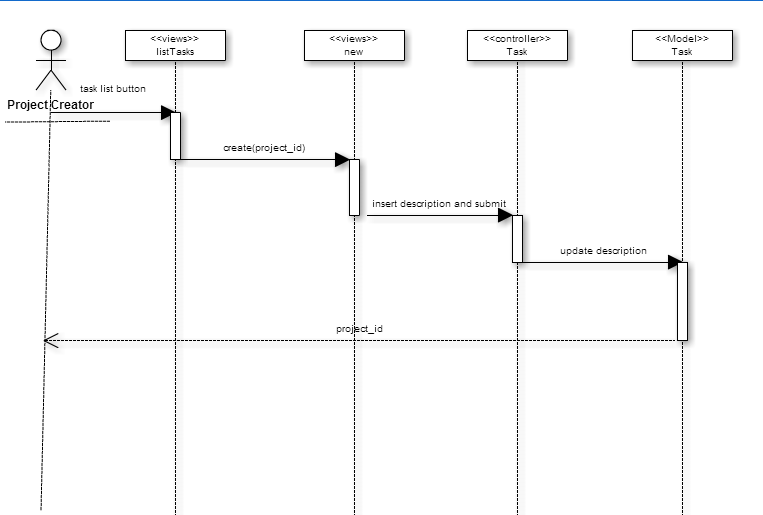 <<views>>
listTasks
<<views>>
new
<<controller>>
Task
<<Model>>
Task
task list button
Project Creator
create(project_id)
insert description and submit
update description
project_id